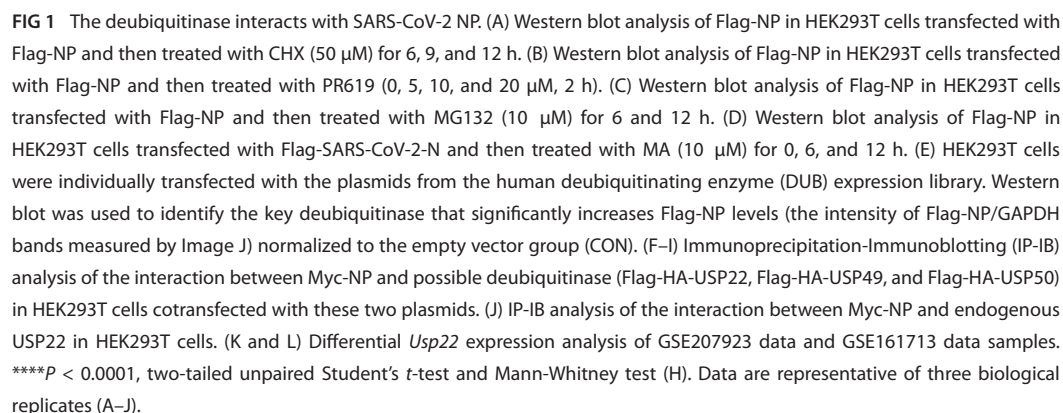 FIG 1 The deubiquitinase interacts with SARS-CoV-2 NP. (A) Western blot analysis of Flag-NP in HEK293T cells transfected with
Flag-NP and then treated with CHX (50 µM) for 6, 9, and 12 h. (B) Western blot analysis of Flag-NP in HEK293T cells transfected
with Flag-NP and then treated with PR619 (0, 5, 10, and 20 µM, 2 h). (C) Western blot analysis of Flag-NP in HEK293T cells
transfected with Flag-NP and then treated with MG132 (10 µM) for 6 and 12 h. (D) Western blot analysis of Flag-NP in
HEK293T cells transfected with Flag-SARS-CoV-2-N and then treated with MA (10 µM) for 0, 6, and 12 h. (E) HEK293T cells
were individually transfected with the plasmids from the human deubiquitinating enzyme (DUB) expression library. Western
blot was used to identify the key deubiquitinase that significantly increases Flag-NP levels (the intensity of Flag-NP/GAPDH
bands measured by Image J) normalized to the empty vector group (CON). (F–I) Immunoprecipitation-Immunoblotting (IP-IB)
analysis of the interaction between Myc-NP and possible deubiquitinase (Flag-HA-USP22, Flag-HA-USP49, and Flag-HA-USP50)
in HEK293T cells cotransfected with these two plasmids. (J) IP-IB analysis of the interaction between Myc-NP and endogenous
USP22 in HEK293T cells. (K and L) Differential Usp22 expression analysis of GSE207923 data and GSE161713 data samples.
****P < 0.0001, two-tailed unpaired Student's t-test and Mann-Whitney test (H). Data are representative of three biological
replicates (A–J).